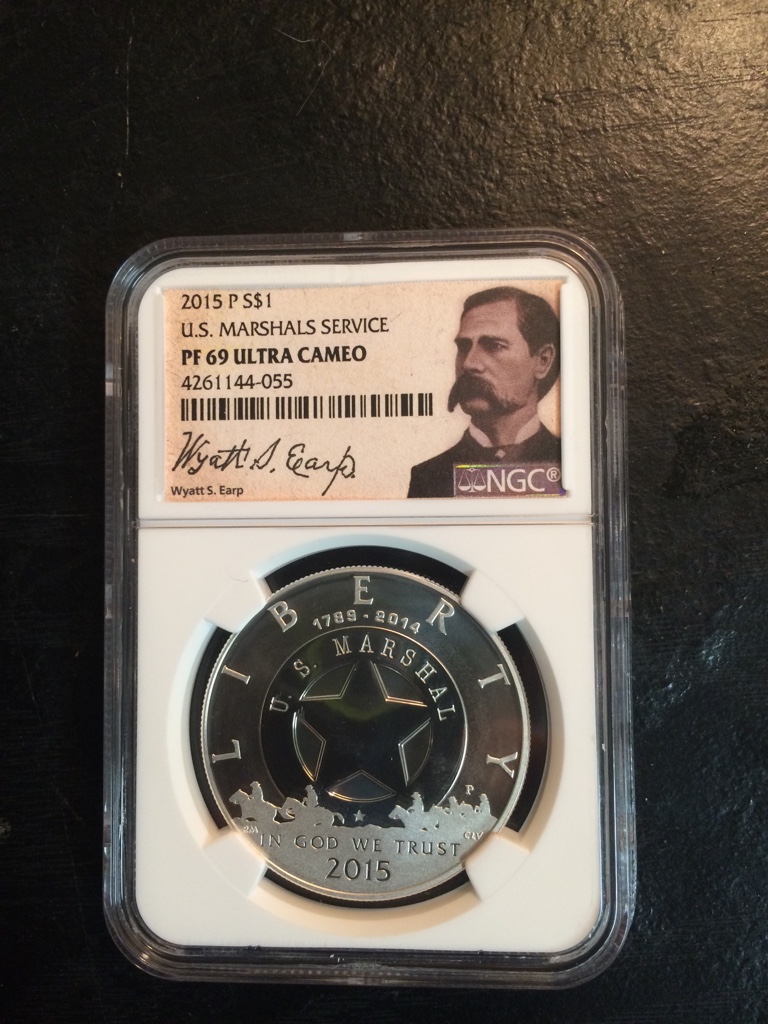 2015 P S$1
U.S. MARSHALS SERVICE
PF 69 ULTRA CAMEO
4261144-055
Wyatt S. Earp.
Wyatt S. Earp
NGC®
LIBERTY
1789-2014
U.S. MARSHAL
P
IN GOD WE TRUST
2015